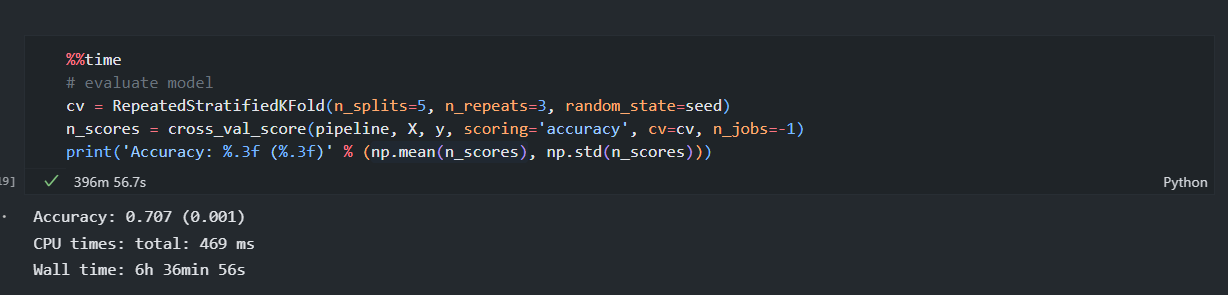 %%time
# evaluate model
cv = RepeatedStratifiedKFold(n_splits=5, n_repeats=3, random_state=seed)
n_scores = cross_val_score(pipeline, X, y, scoring='accuracy', cv=cv, n_jobs=-1)
print('Accuracy: %.3f (%.3f)' % (np.mean(n_scores), np.std(n_scores)))
9] ✓ 396m 56.7s Python
Accuracy: 0.707 (0.001)
CPU times: total: 469 ms
Wall time: 6h 36min 56s